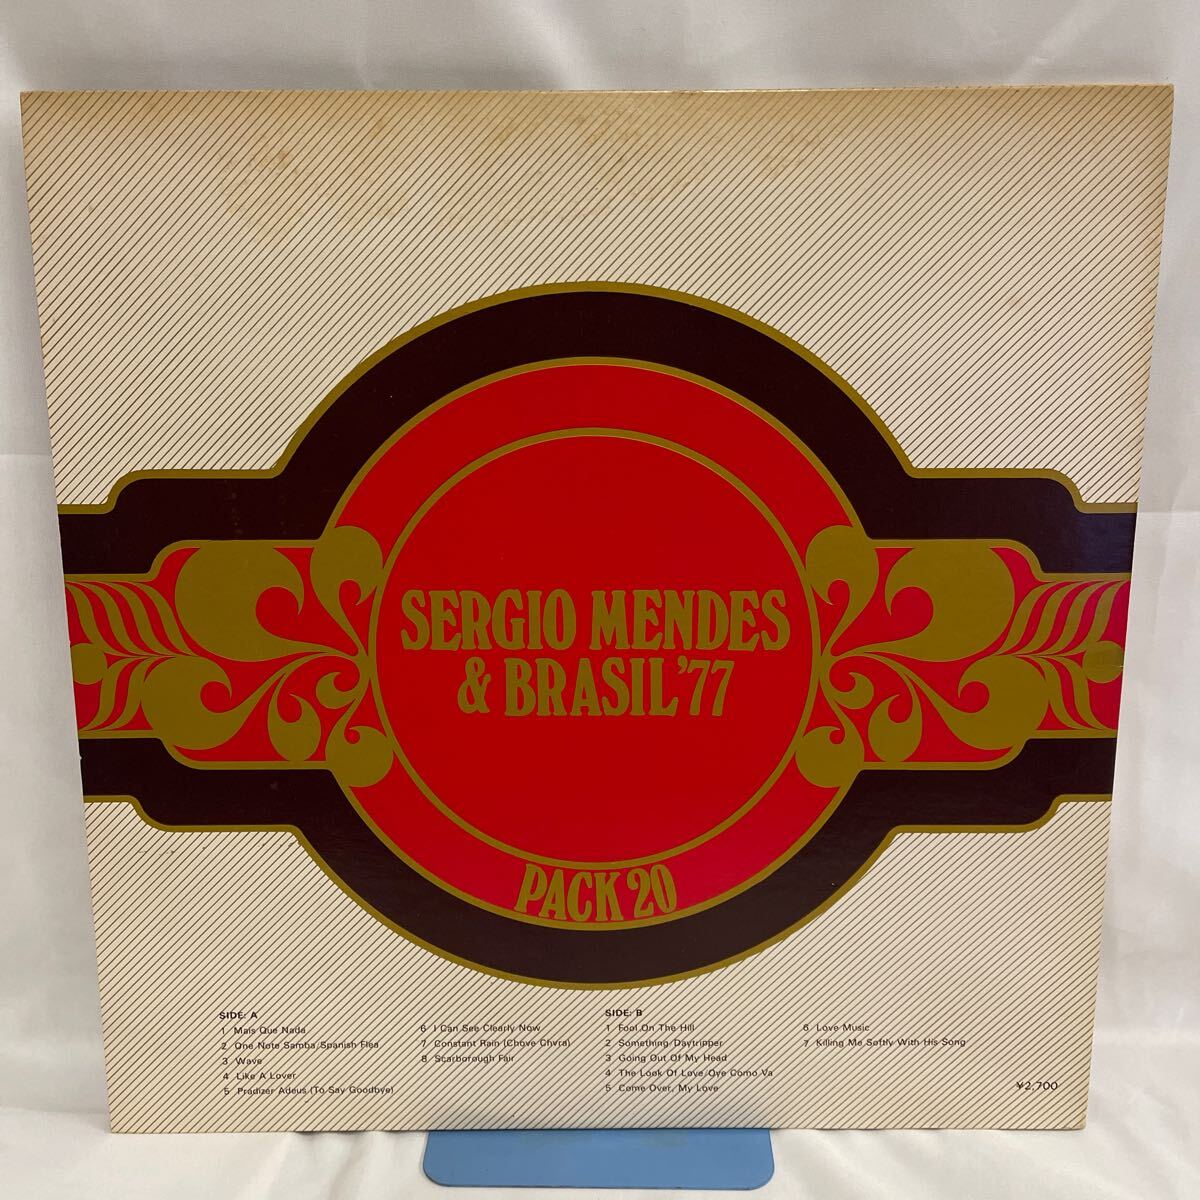 SERGIO MENDES
& BRASIL'77
PACK 20
SIDE: A
1 Mais Que Nada
2 One Note Samba/Spanish Flea
3 Wave
4 Like A Lover
5 Pradizer Adeus (To Say Goodbye)
6 I Can See Clearly Now
7 Constant Rain (Chove Chvra)
8 Scarborough Fair
SIDE: B
1 Fool On The Hill
2 Something Daytripper
3 Going Out Of My Head
4 The Look Of Love/Oye Como Va
5 Come Over, My Love
6 Love Music
7 Killing Me Softly With His Song
¥2,700